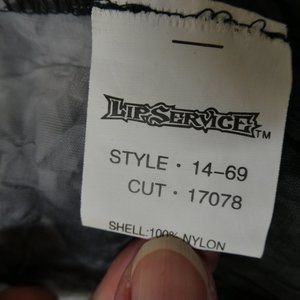 LIP SERVICE™
STYLE · 14-69
CUT · 17078
SHELL:100% NYLON